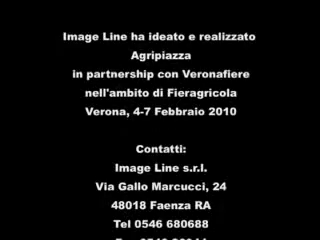 Image Line ha ideato e realizzato
Agripiazza
in partnership con Veronafiere
nell'ambito di Fieragricola
Verona, 4-7 Febbraio 2010
Contatti:
Image Line s.r.l.
Via Gallo Marcucci, 24
48018 Faenza RA
Tel 0546 680688